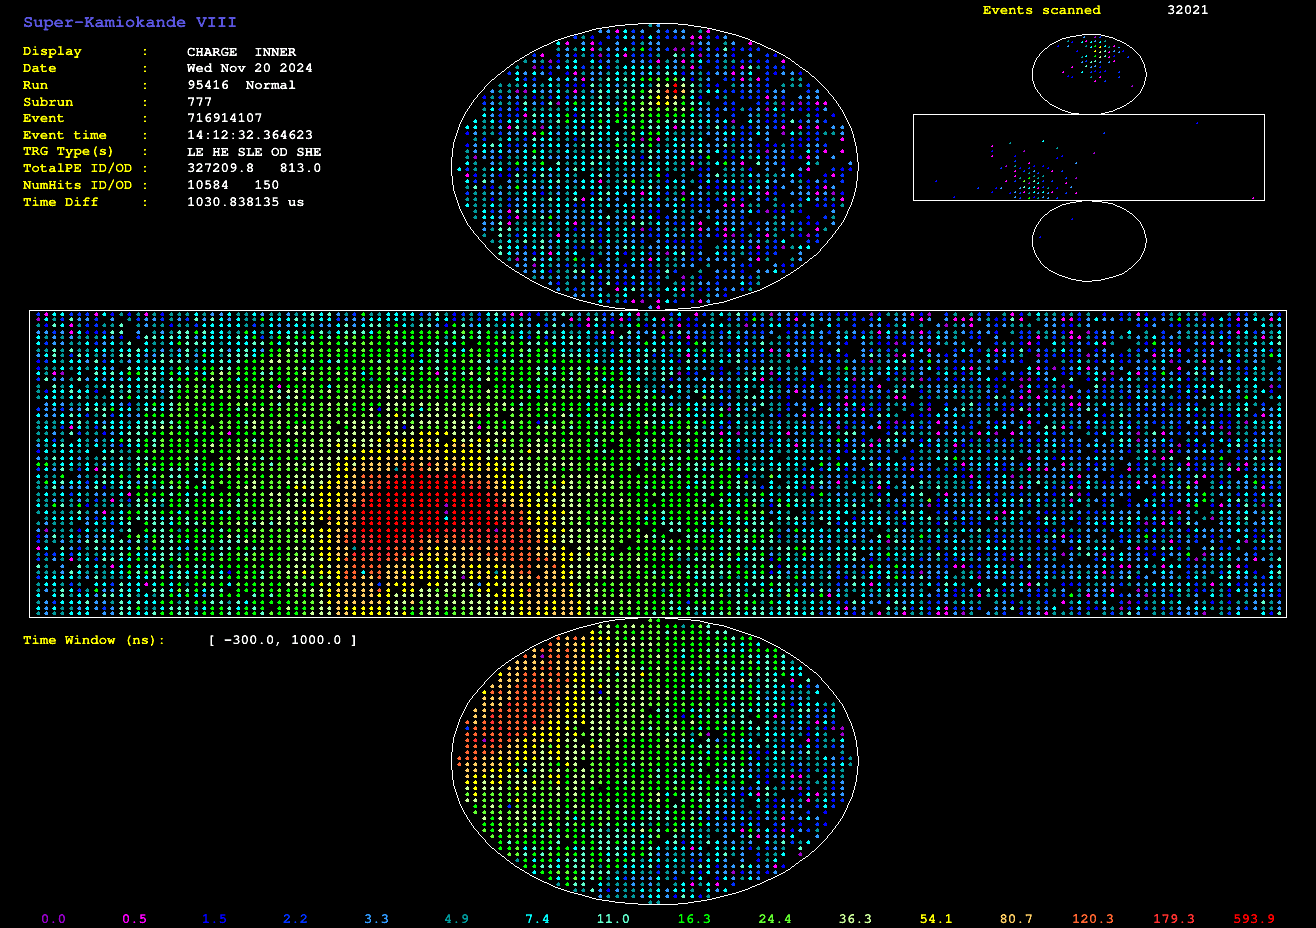 Super-Kamiokande VIII
Events scanned 32021
Display : CHARGE INNER
Date : Wed Nov 20 2024
Run : 95416 Normal
Subrun : 777
Event : 716914107
Event time : 14:12:32.364623
TRG Type(s) : LE HE SLE OD SHE
TotalPE ID/OD : 327209.8 813.0
NumHits ID/OD : 10584 150
Time Diff : 1030.838135 us
Time Window (ns): [ -300.0, 1000.0 ]
0.0 0.5 1.5 2.2 3.3 4.9 7.4 11.0 16.3 24.4 36.3 54.1 80.7 120.3 179.3 593.9